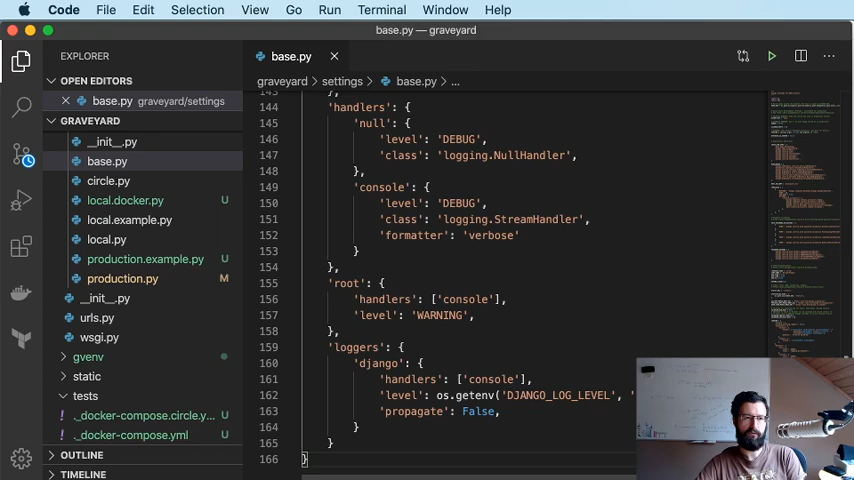 Code File Edit Selection View Go Run Terminal Window Help
base.py — graveyard
EXPLORER
OPEN EDITORS
base.py graveyard/settings
GRAVEYARD
__init__.py
base.py
circle.py
local.docker.py U
local.example.py
local.py
production.example.py U
production.py M
__init__.py
urls.py
wsgi.py
gvenv
static
tests
._docker-compose.circle.y... U
._docker-compose.yml U
OUTLINE
TIMELINE
base.py
graveyard > settings > base.py > ...
143 },
144 'handlers': {
145 'null': {
146 'level': 'DEBUG',
147 'class': 'logging.NullHandler',
148 },
149 'console': {
150 'level': 'DEBUG',
151 'class': 'logging.StreamHandler',
152 'formatter': 'verbose'
153 }
154 },
155 'root': {
156 'handlers': ['console'],
157 'level': 'WARNING',
158 },
159 'loggers': {
160 'django': {
161 'handlers': ['console'],
162 'level': os.getenv('DJANGO_LOG_LEVEL', '
163 'propagate': False,
164 }
165 }
166 }